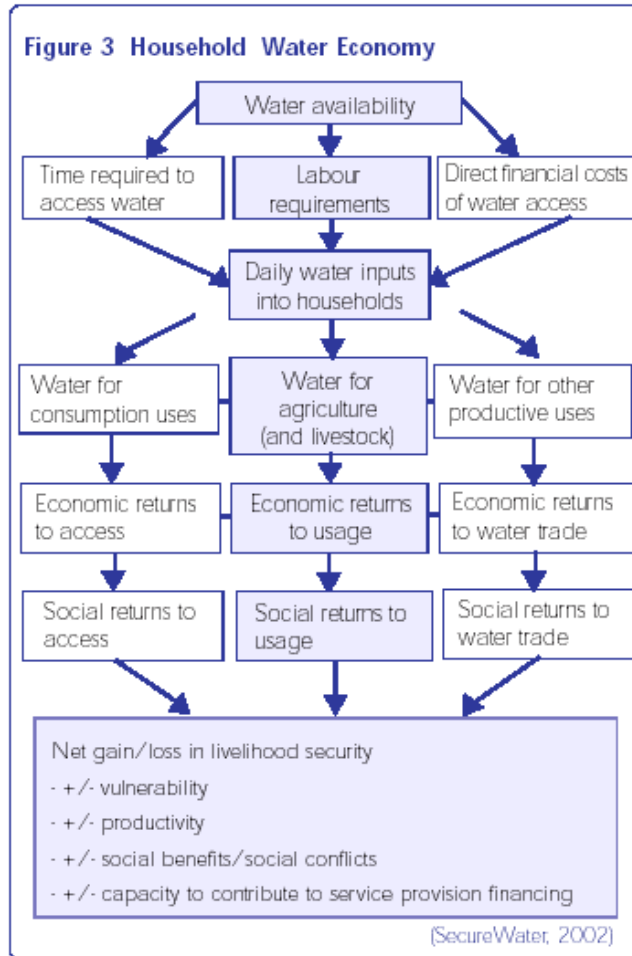 Figure 3 Household Water Economy
Water availability
Time required to
access water
Labour
requirements
Direct financial costs
of water access
Daily water inputs
into households
Water for
consumption uses
Water for
agriculture
(and livestock)
Water for other
productive uses
Economic returns
to access
Economic returns
to usage
Economic returns
to water trade
Social returns to
access
Social returns to
usage
Social returns to
water trade
Net gain/loss in livelihood security
- +/- vulnerability
- +/- productivity
- +/- social benefits/social conflicts
- +/- capacity to contribute to service provision financing
(SecureWater, 2002)